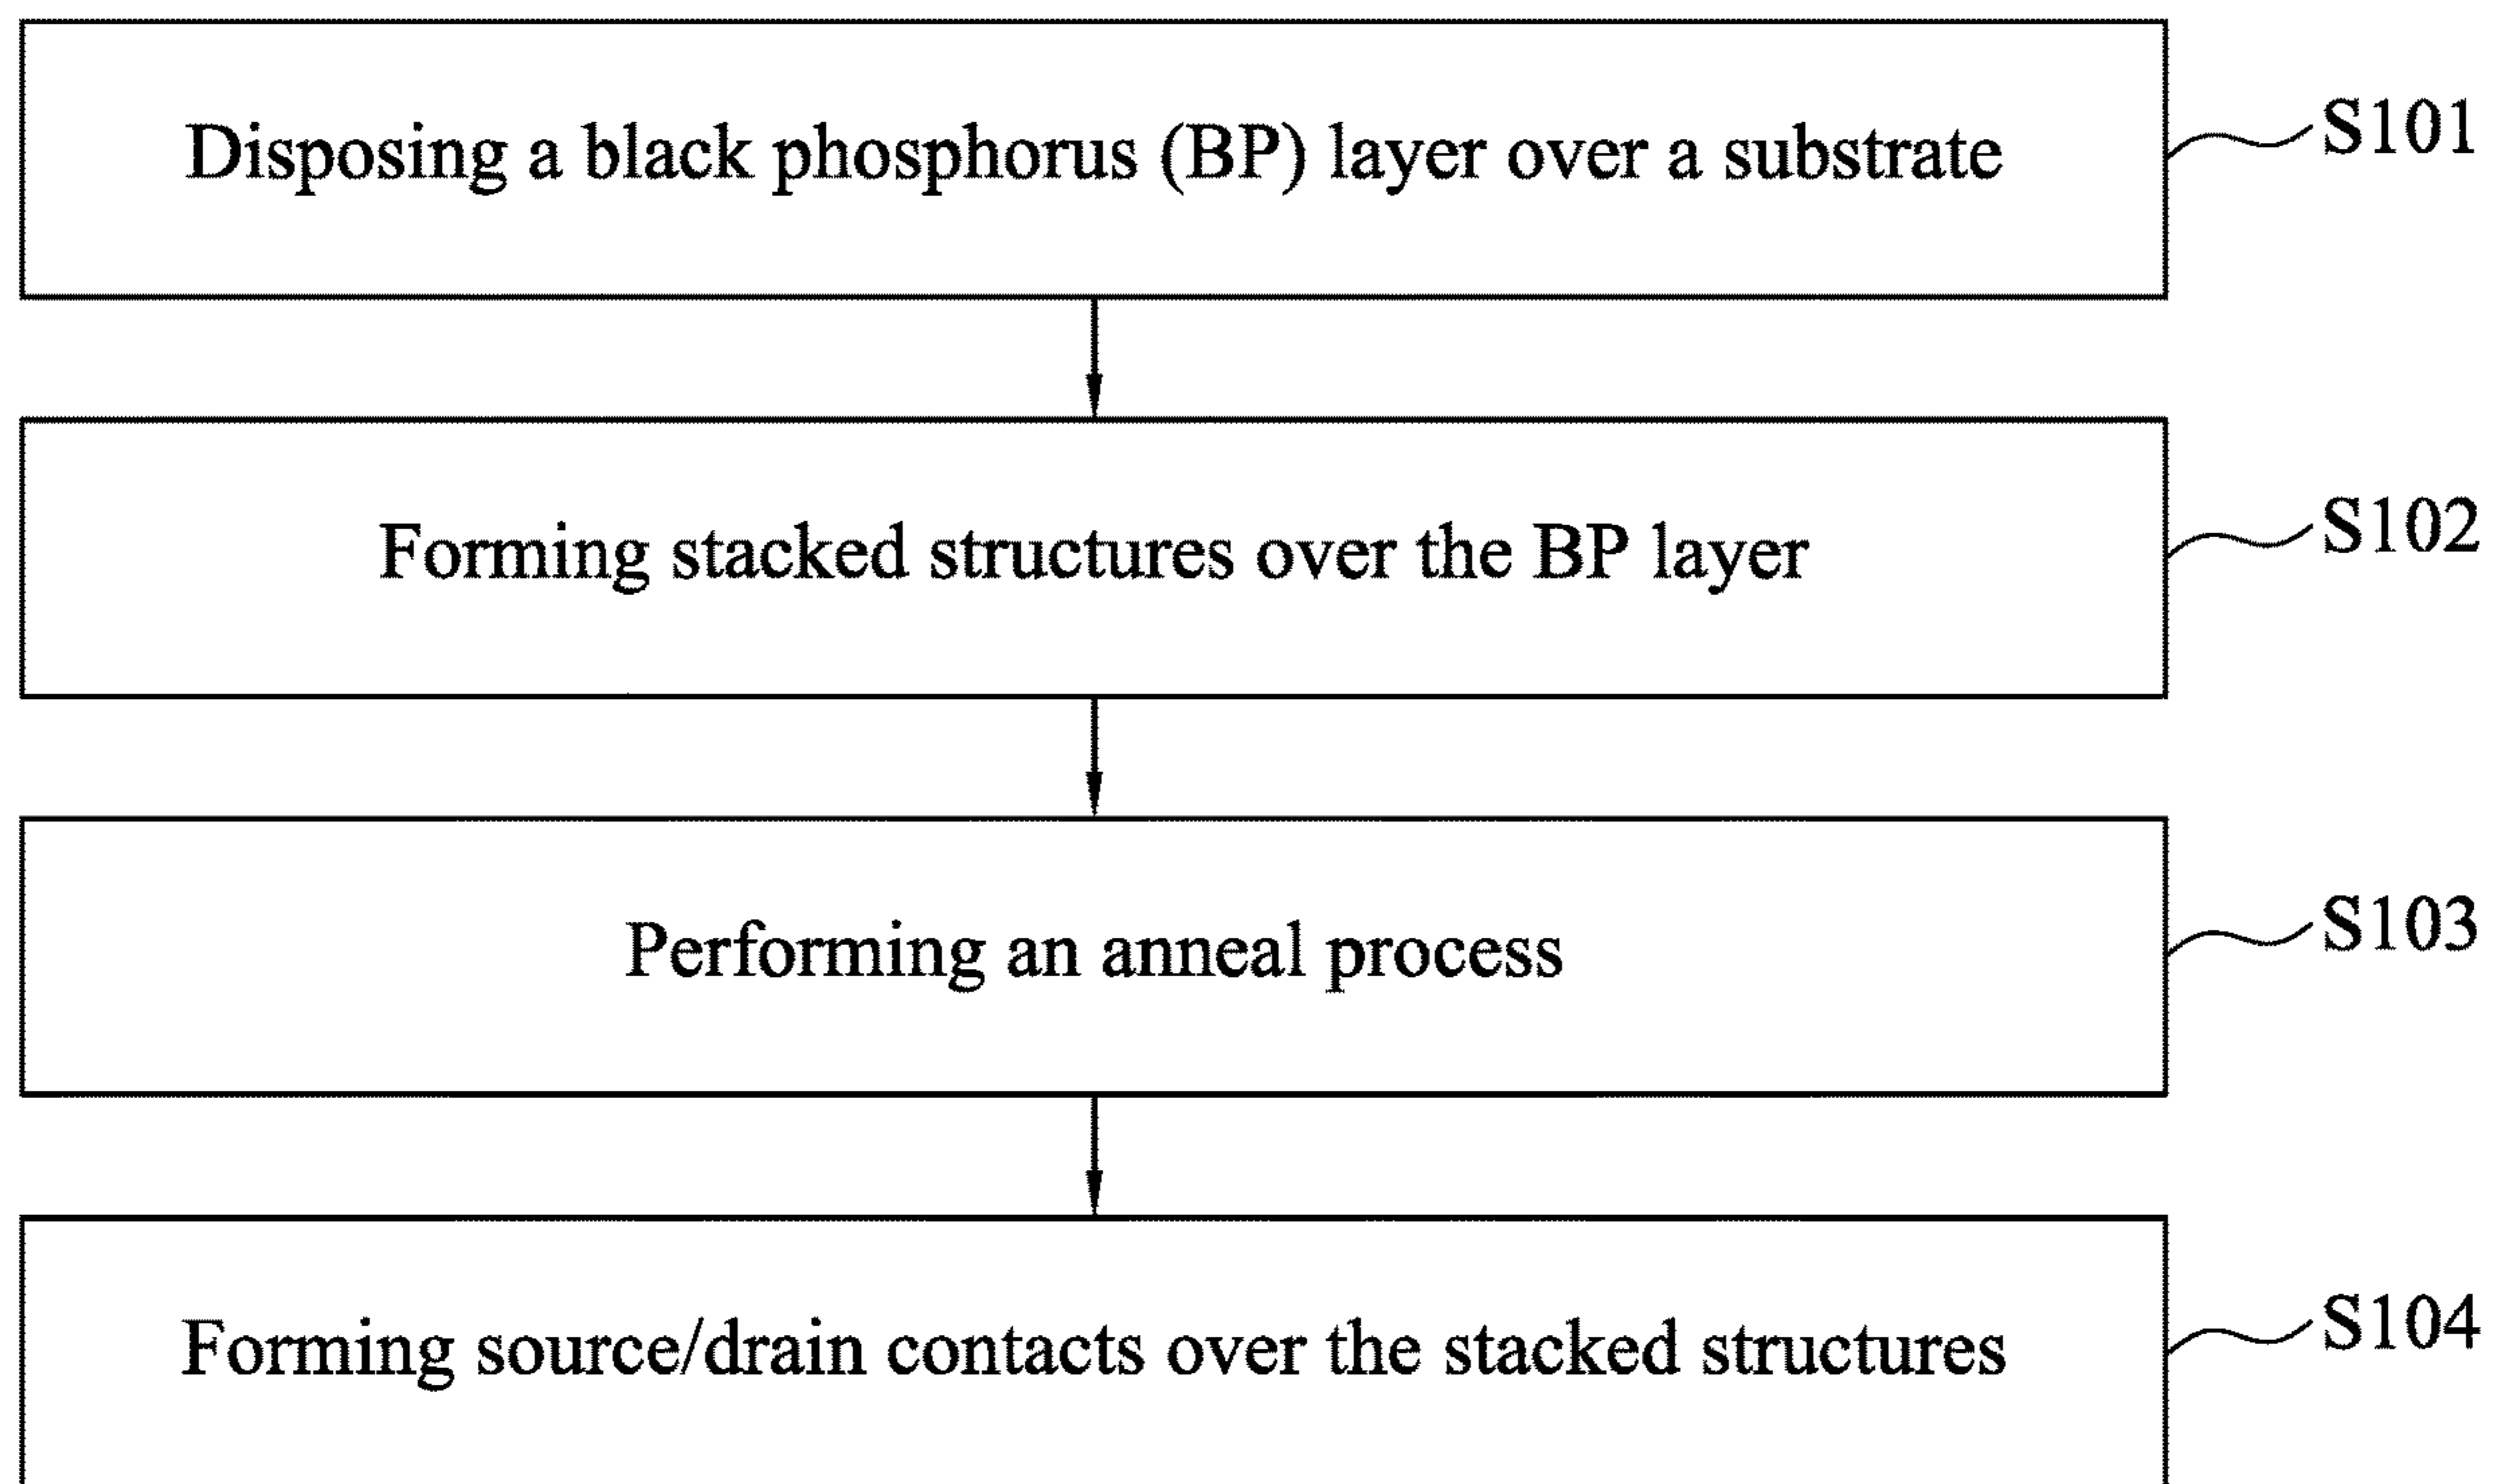 Disposing a black phosphorus (BP) layer over a substrate
S101
Forming stacked structures over the BP layer
S102
Performing an anneal process
S103
Forming source/drain contacts over the stacked structures
S104